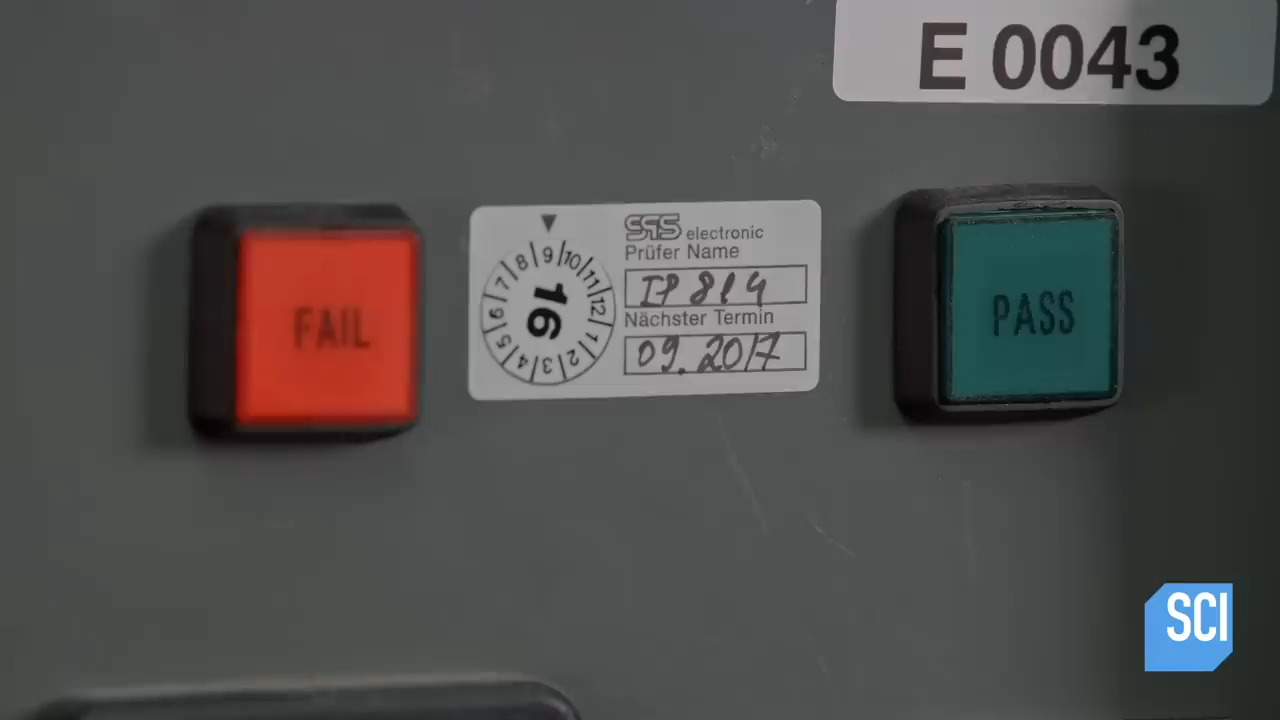 E 0043
FAIL
8 9 10 11 12 1 2 3 4 5 6 7
16
SPS electronic
Prüfer Name
IP 814
Nächster Termin
09.2017
PASS
SCI